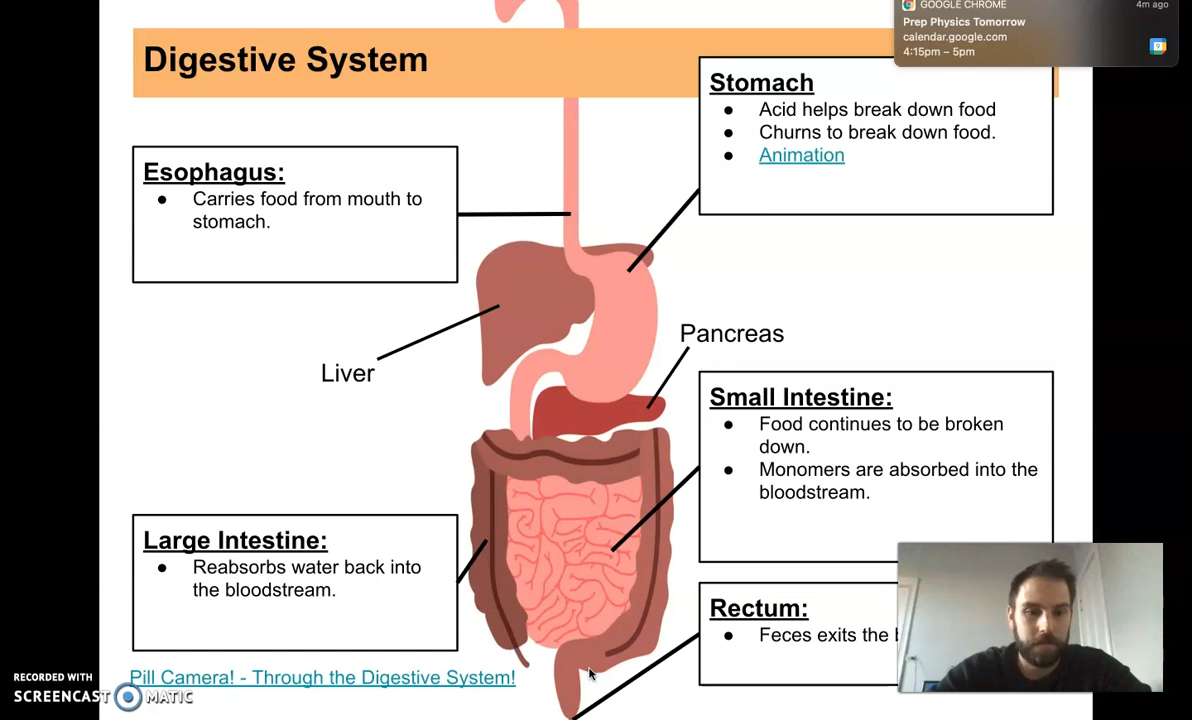 GOOGLE CHROME
4m ago
Prep Physics Tomorrow
calendar.google.com
4:15pm – 5pm
Digestive System
Stomach
● Acid helps break down food
● Churns to break down food.
● Animation
Esophagus:
● Carries food from mouth to
stomach.
Liver
Pancreas
Small Intestine:
● Food continues to be broken
down.
● Monomers are absorbed into the
bloodstream.
Large Intestine:
● Reabsorbs water back into
the bloodstream.
Rectum:
● Feces exits the
Pill Camera! - Through the Digestive System!
RECORDED WITH
SCREENCAST MATIC